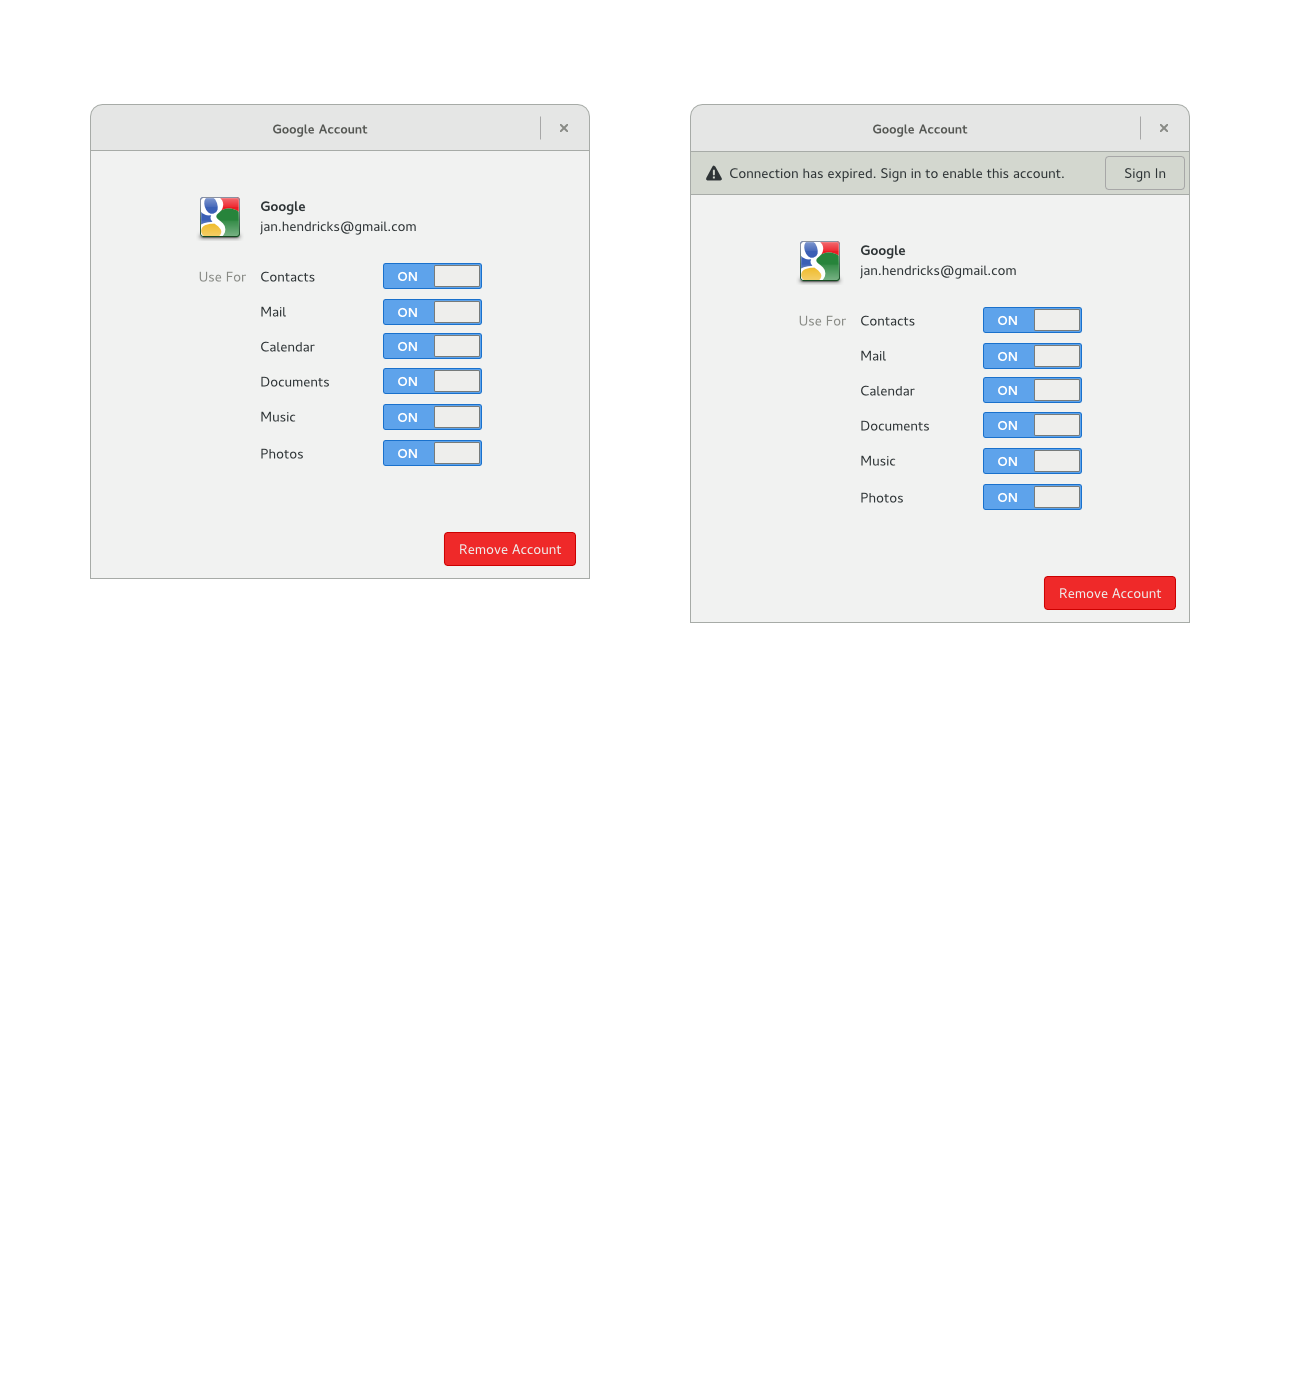 Google Account
Google
jan.hendricks@gmail.com
Use For Contacts ON
Mail ON
Calendar ON
Documents ON
Music ON
Photos ON
Remove Account
Google Account
Connection has expired. Sign in to enable this account. Sign In
Google
jan.hendricks@gmail.com
Use For Contacts ON
Mail ON
Calendar ON
Documents ON
Music ON
Photos ON
Remove Account